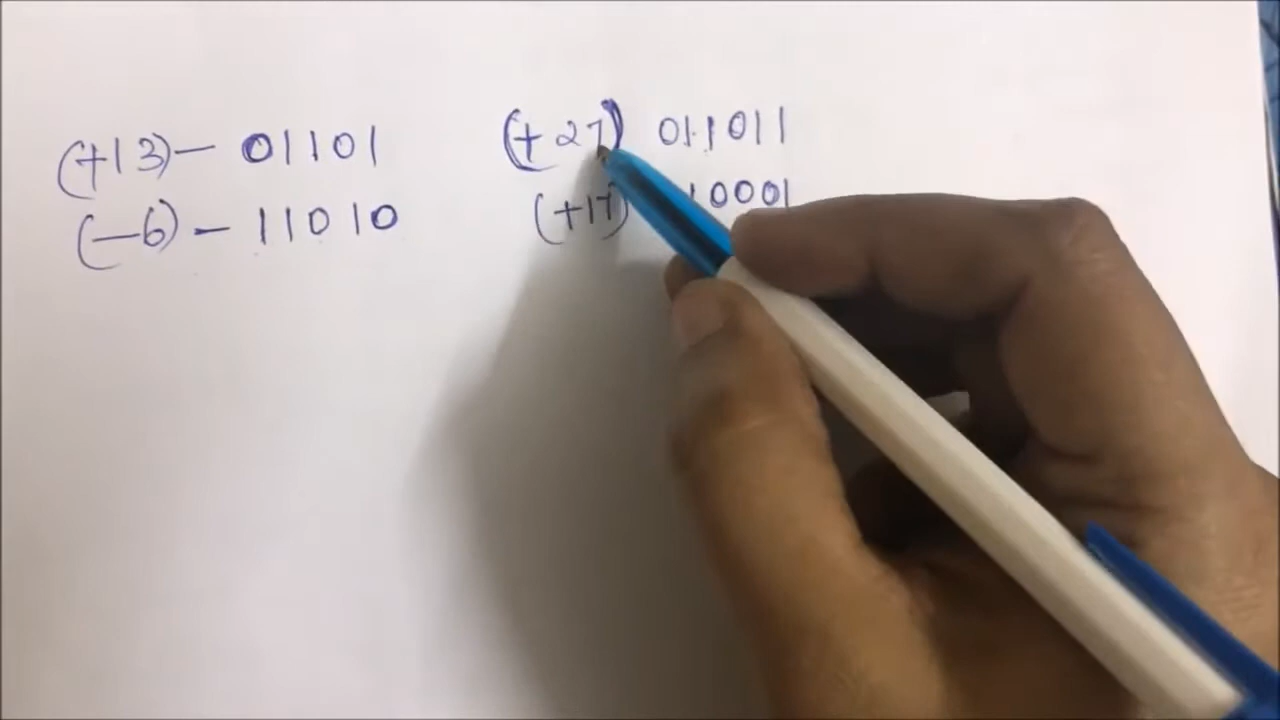 (+13) – 01101
(–6) – 11010
(+27) 011011
(+17) 10001